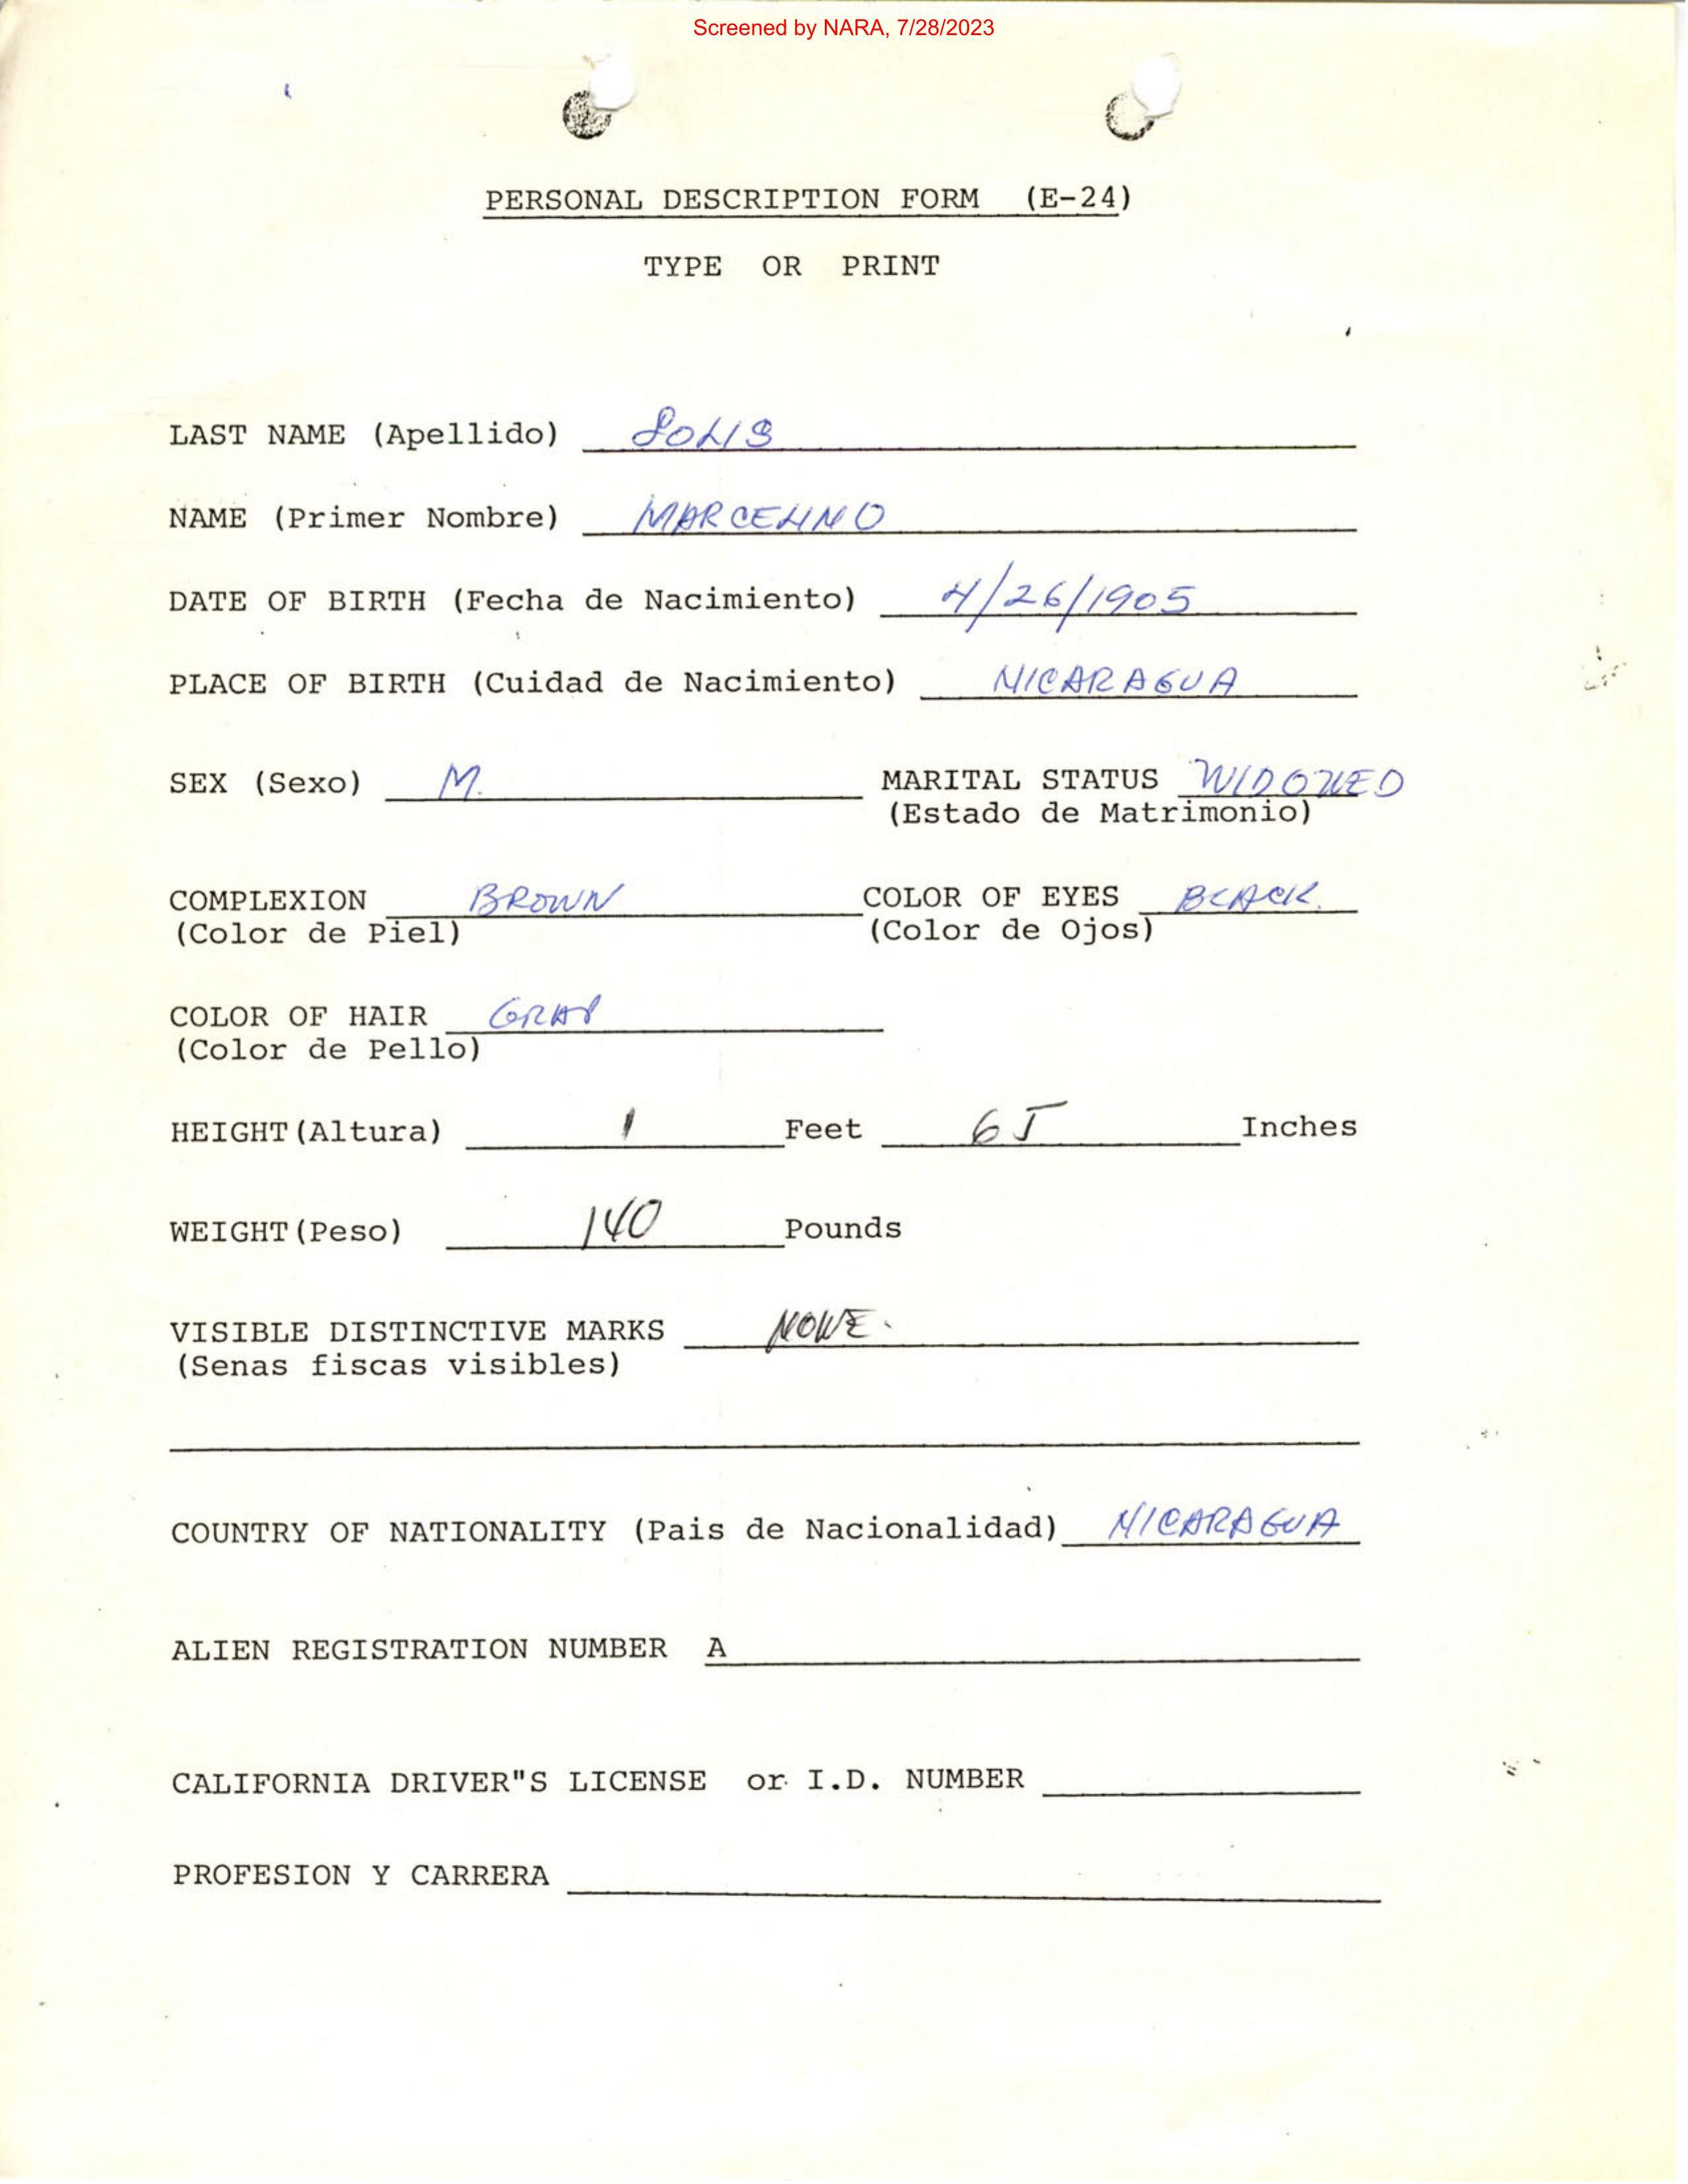 Screened by NARA, 7/28/2023
PERSONAL DESCRIPTION FORM (E-24)
TYPE OR PRINT
LAST NAME (Apellido) SOLIS
NAME (Primer Nombre) MARCELINO
DATE OF BIRTH (Fecha de Nacimiento) 4/26/1905
PLACE OF BIRTH (Cuidad de Nacimiento) NICARAGUA
SEX (Sexo) M. MARITAL STATUS WIDOWED
(Estado de Matrimonio)
COMPLEXION BROWN COLOR OF EYES BLACK.
(Color de Piel) (Color de Ojos)
COLOR OF HAIR GRAY
(Color de Pello)
HEIGHT (Altura) 1 Feet 65 Inches
WEIGHT (Peso) 140 Pounds
VISIBLE DISTINCTIVE MARKS NONE.
(Senas fiscas visibles)
COUNTRY OF NATIONALITY (Pais de Nacionalidad) NICARAGUA
ALIEN REGISTRATION NUMBER A
CALIFORNIA DRIVER"S LICENSE or I.D. NUMBER
PROFESION Y CARRERA